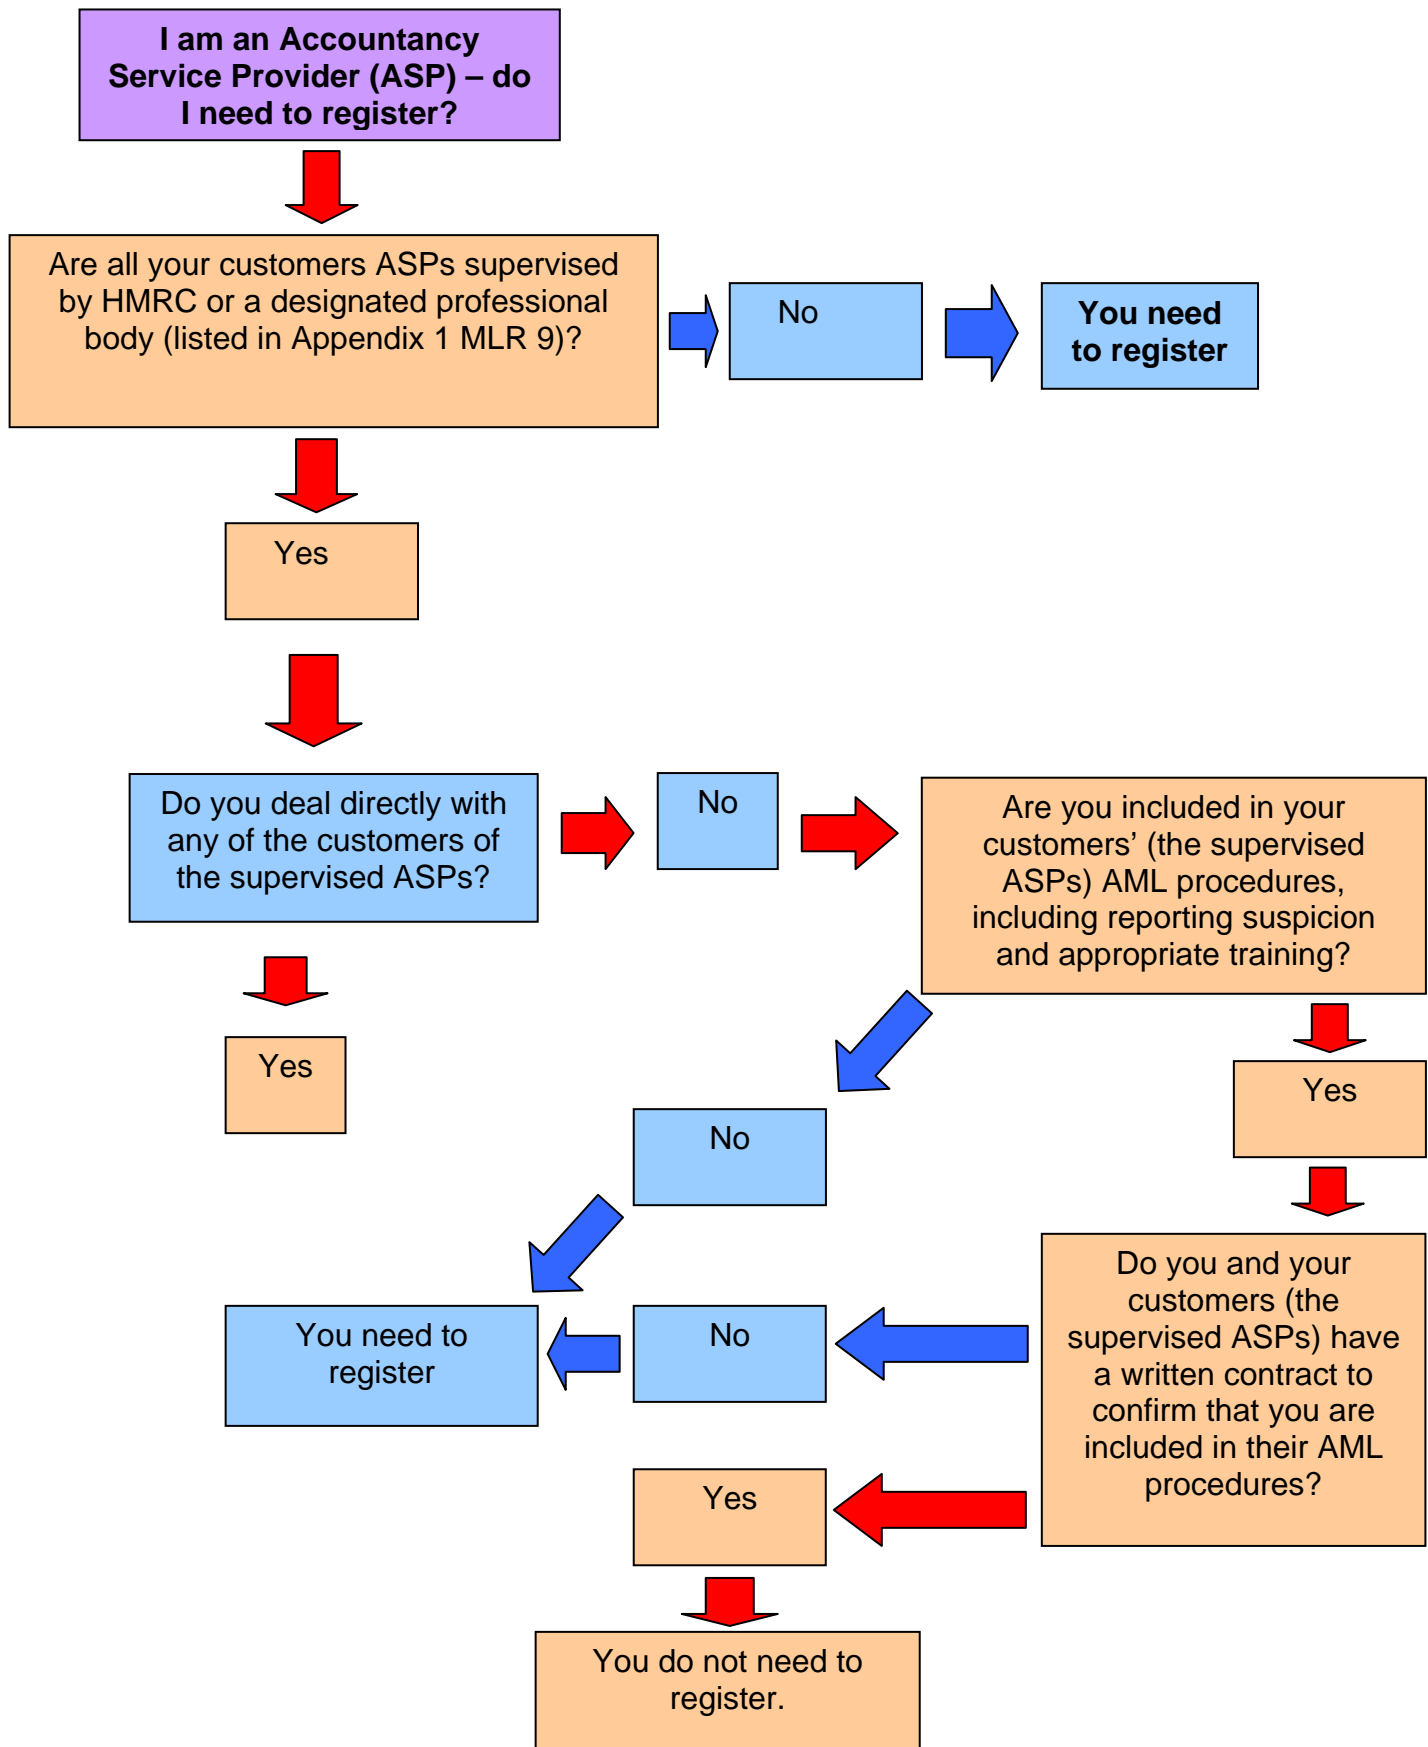 I am an Accountancy
Service Provider (ASP) – do
I need to register?
Are all your customers ASPs supervised
by HMRC or a designated professional
body (listed in Appendix 1 MLR 9)?
No
You need
to register
Yes
Do you deal directly with
any of the customers of
the supervised ASPs?
No
Are you included in your
customers’ (the supervised
ASPs) AML procedures,
including reporting suspicion
and appropriate training?
Yes
Yes
No
Do you and your
customers (the
supervised ASPs) have
a written contract to
confirm that you are
included in their AML
procedures?
No
You need to
register
Yes
You do not need to
register.